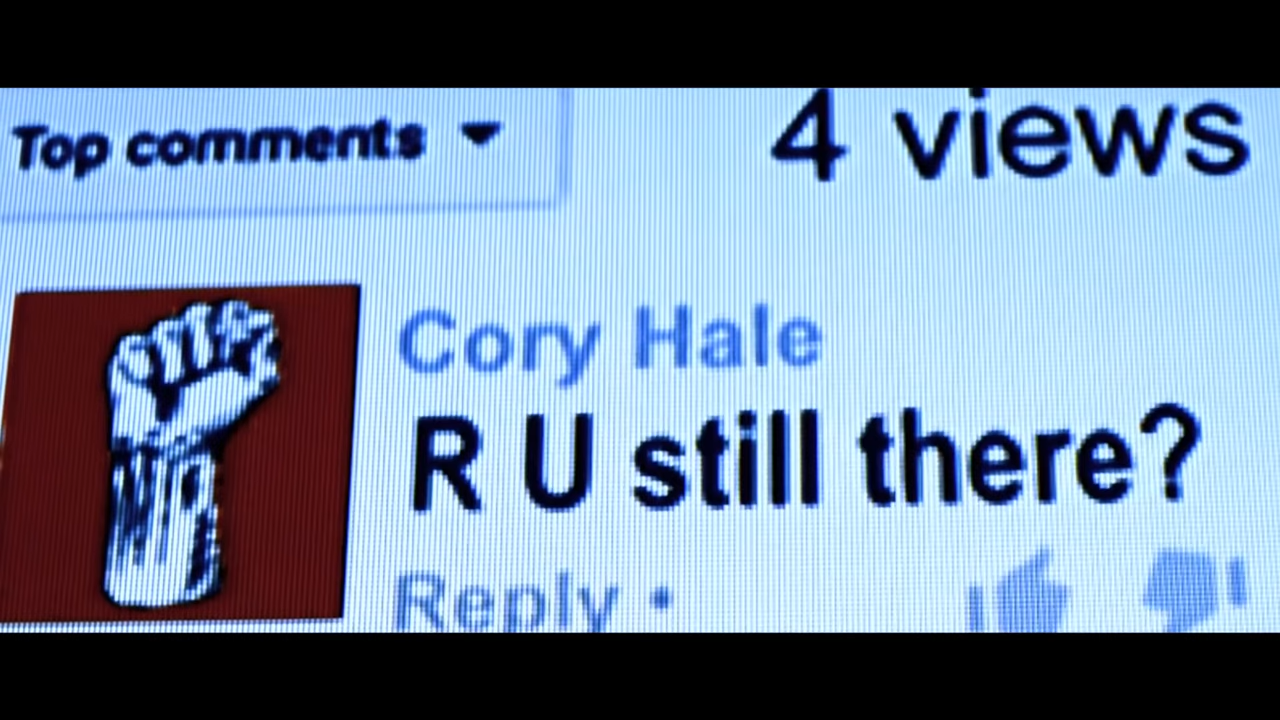 Top comments
4 views
Cory Hale
R U still there?
Reply •